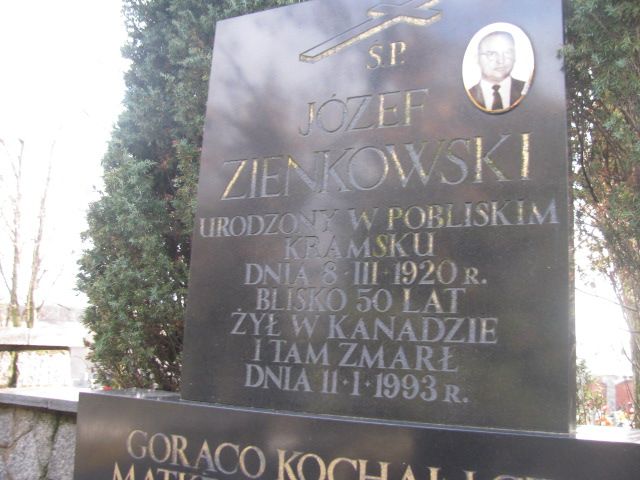 Ś.P.
JÓZEF
ZIENKOWSKI
URODZONY W POBLISKIM
KRAMSKU
DNIA 8·III·1920 R.
BLISKO 50 LAT
ŻYŁ W KANADZIE
I TAM ZMARŁ
DNIA 11·I·1993 R.
GORĄCO